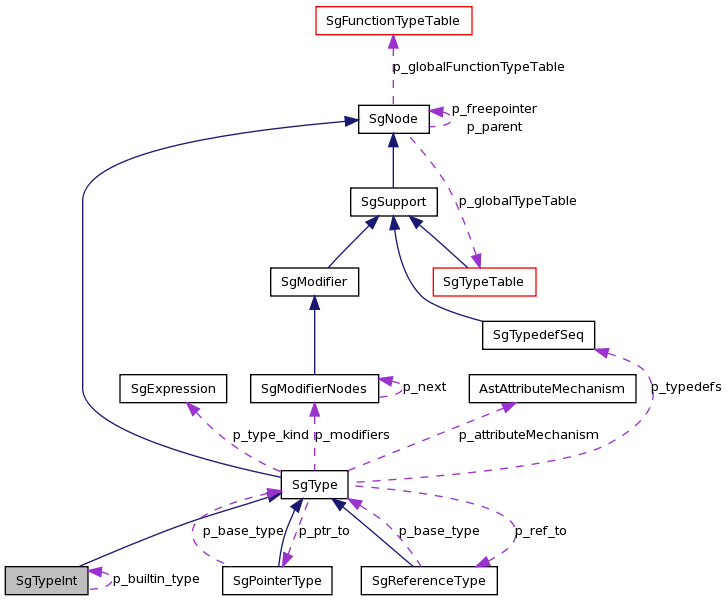 SgFunctionTypeTable
p_globalFunctionTypeTable
SgNode
p_freepointer
p_parent
SgSupport
p_globalTypeTable
SgModifier
SgTypeTable
SgTypedefSeq
SgExpression
SgModifierNodes
p_next
AstAttributeMechanism
p_typedefs
p_type_kind
p_modifiers
p_attributeMechanism
SgType
p_base_type
p_ptr_to
p_base_type
p_ref_to
SgTypeInt
p_builtin_type
SgPointerType
SgReferenceType